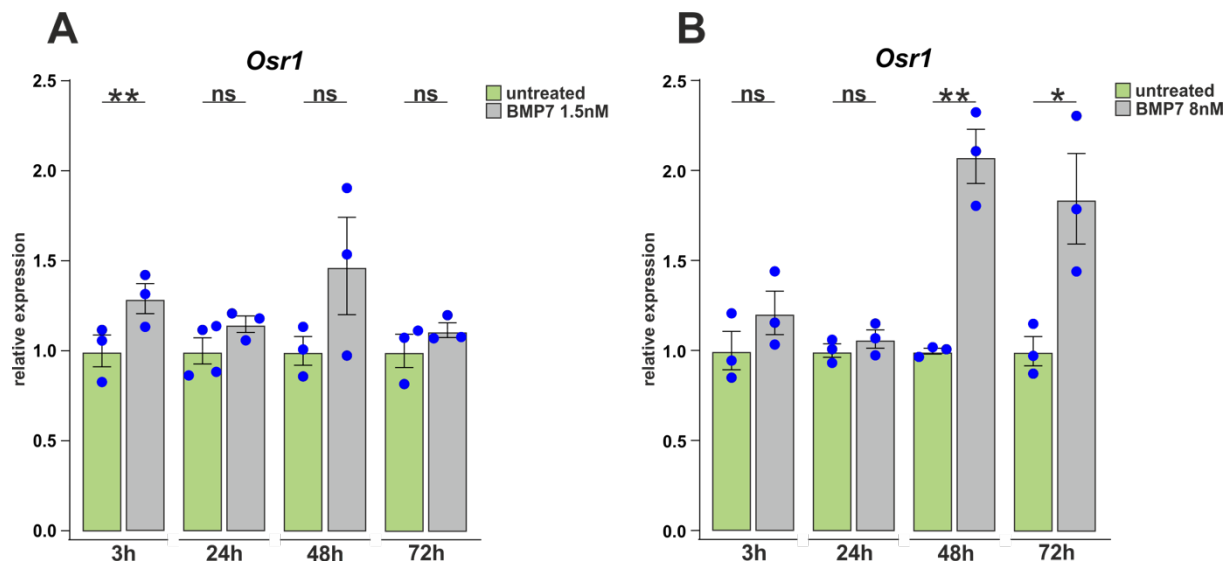 A
Osr1
untreated
BMP7 1.5nM
** ns ns ns
relative expression
2.5
2.0
1.5
1.0
0.5
0.0
3h 24h 48h 72h
B
Osr1
untreated
BMP7 8nM
ns ns ** *
relative expression
2.5
2.0
1.5
1.0
0.5
0.0
3h 24h 48h 72h